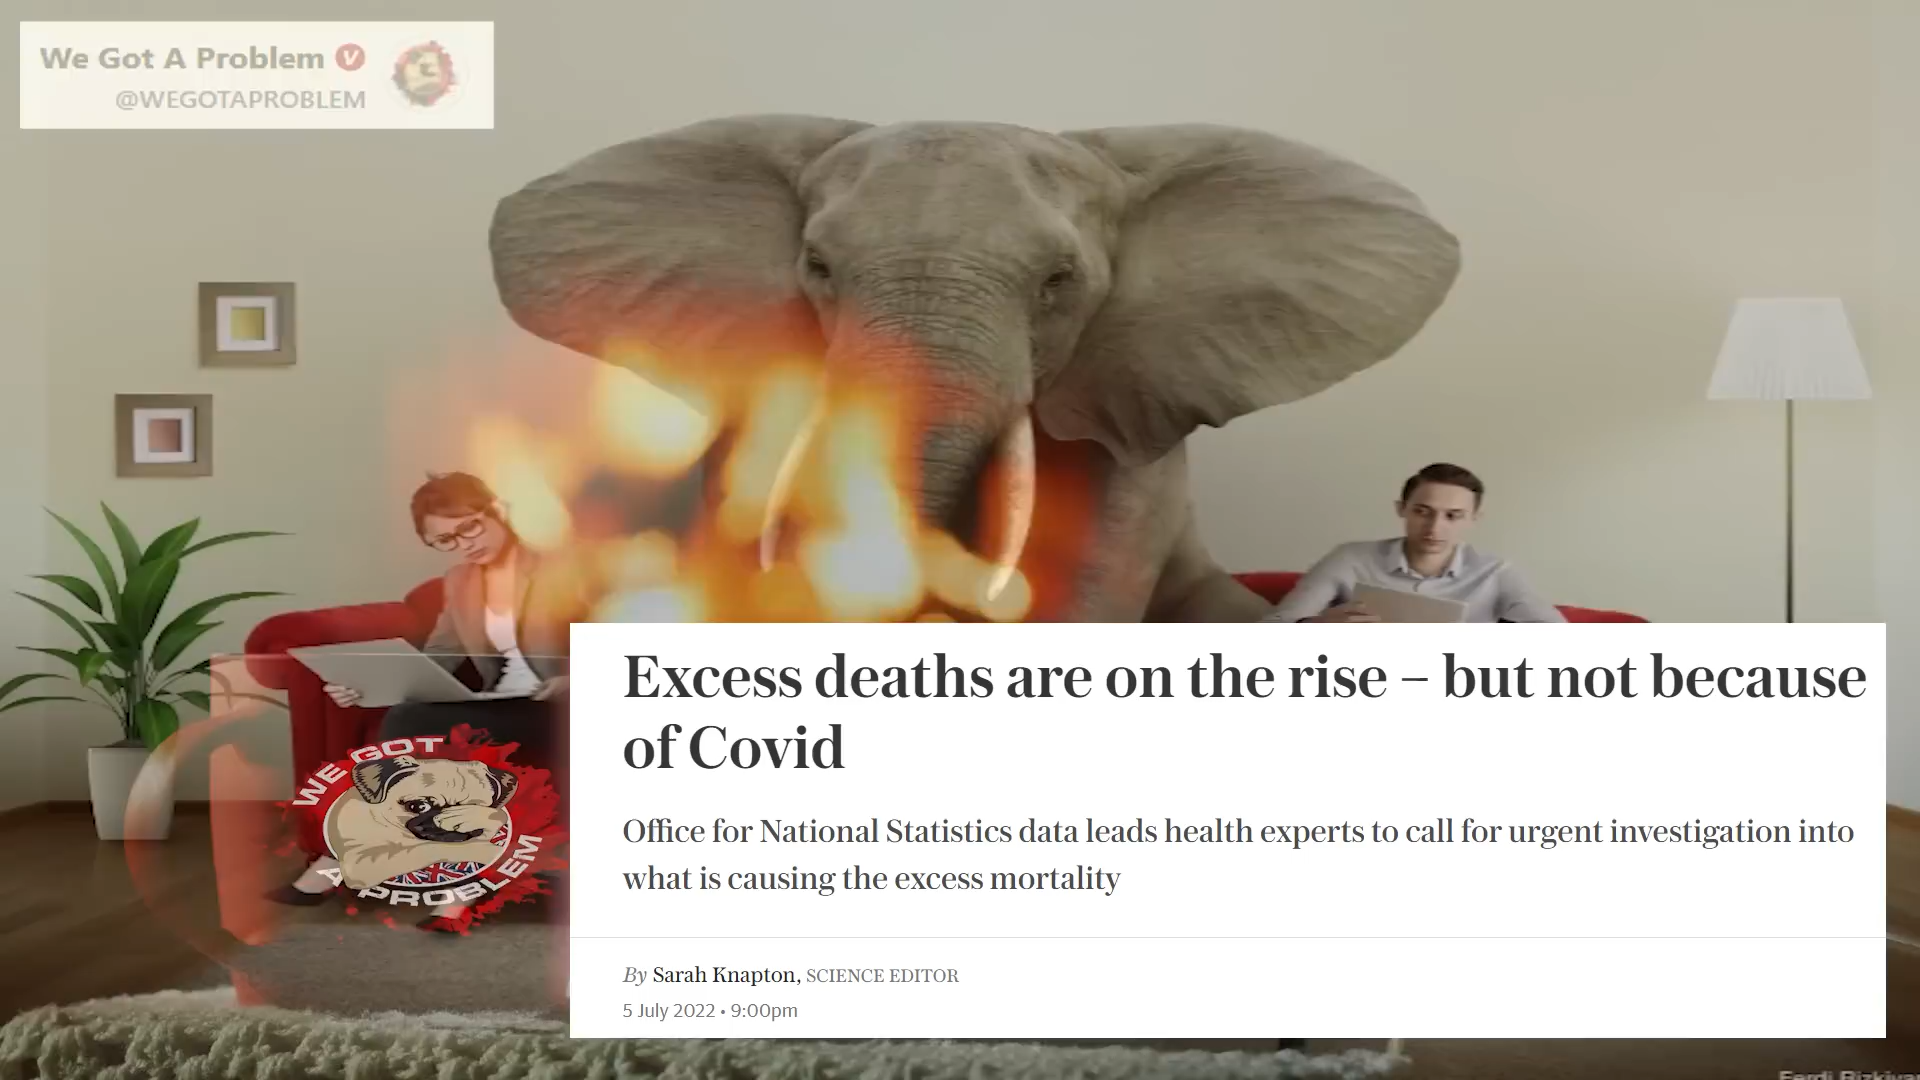 We Got A Problem
@WEGOTAPROBLEM
WE GOT
A PROBLEM
Excess deaths are on the rise – but not because
of Covid
Office for National Statistics data leads health experts to call for urgent investigation into
what is causing the excess mortality
By Sarah Knapton, SCIENCE EDITOR
5 July 2022 • 9:00pm